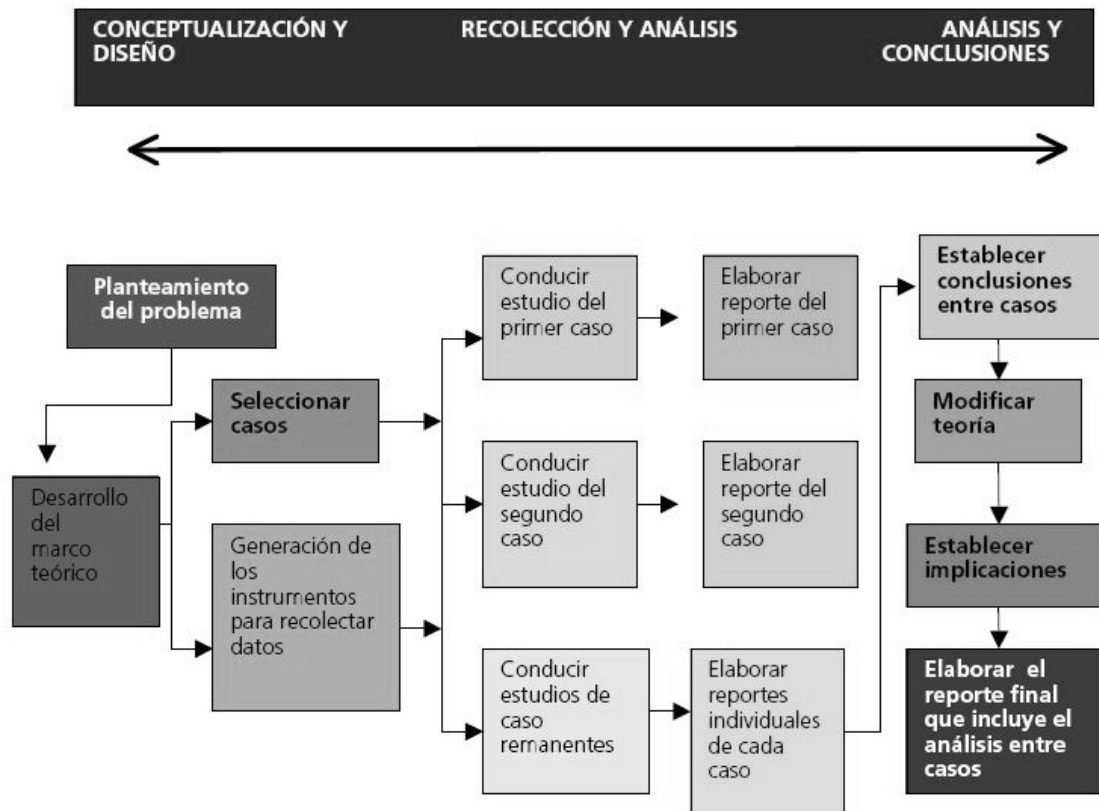 CONCEPTUALIZACIÓN Y
DISEÑO
RECOLECCIÓN Y ANÁLISIS
ANÁLISIS Y
CONCLUSIONES
Planteamiento
del problema
Desarrollo
del
marco
teórico
Seleccionar
casos
Generación de
los
instrumentos
para recolectar
datos
Conducir
estudio del
primer caso
Elaborar
reporte del
primer caso
Conducir
estudio del
segundo
caso
Elaborar
reporte del
segundo
caso
Conducir
estudios de
caso
remanentes
Elaborar
reportes
individuales
de cada
caso
Establecer
conclusiones
entre casos
Modificar
teoría
Establecer
implicaciones
Elaborar el
reporte final
que incluye el
análisis entre
casos